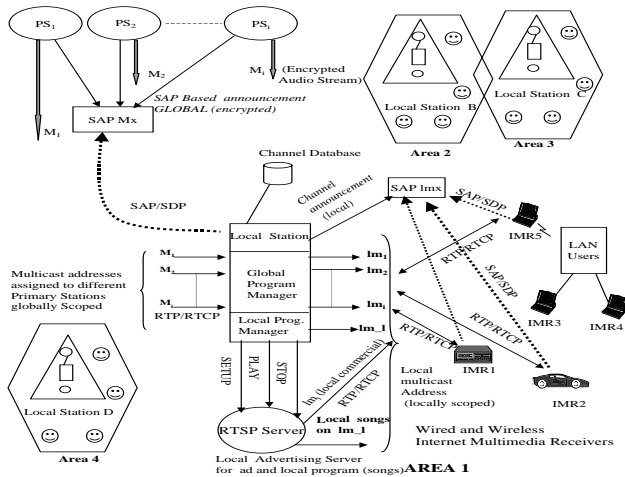 PS1
PS2
PSi
M2
Mi
(Encrypted
Audio Stream)
SAP Based announcement
GLOBAL (encrypted)
M1
SAP Mx
Local Station B
Area 2
Local Station C
Area 3
Channel Database
SAP/SDP
Channel
announcement
(local)
SAP lmx
SAP/SDP
RTP/RTCP
IMR5
LAN
Users
IMR3
IMR4
Local Station
Global
Program
Manager
Local Prog.
Manager
M1
M2
Mi
RTP/RTCP
lm1
lm2
lmi
lm_l
Multicast addresses
assigned to different
Primary Stations
globally Scoped
SAP/SDP
RTP/RTCP
RTP/RTCP
IMR1
IMR2
Local
multicast
Address
(locally scoped)
SETUP
PLAY
STOP
lmi (local commercial)
RTP/RTCP
RTSP Server
Local songs
on lm_l
Local Advertising Server
for ad and local program (songs)
AREA 1
Wired and Wireless
Internet Multimedia Receivers
Local Station D
Area 4